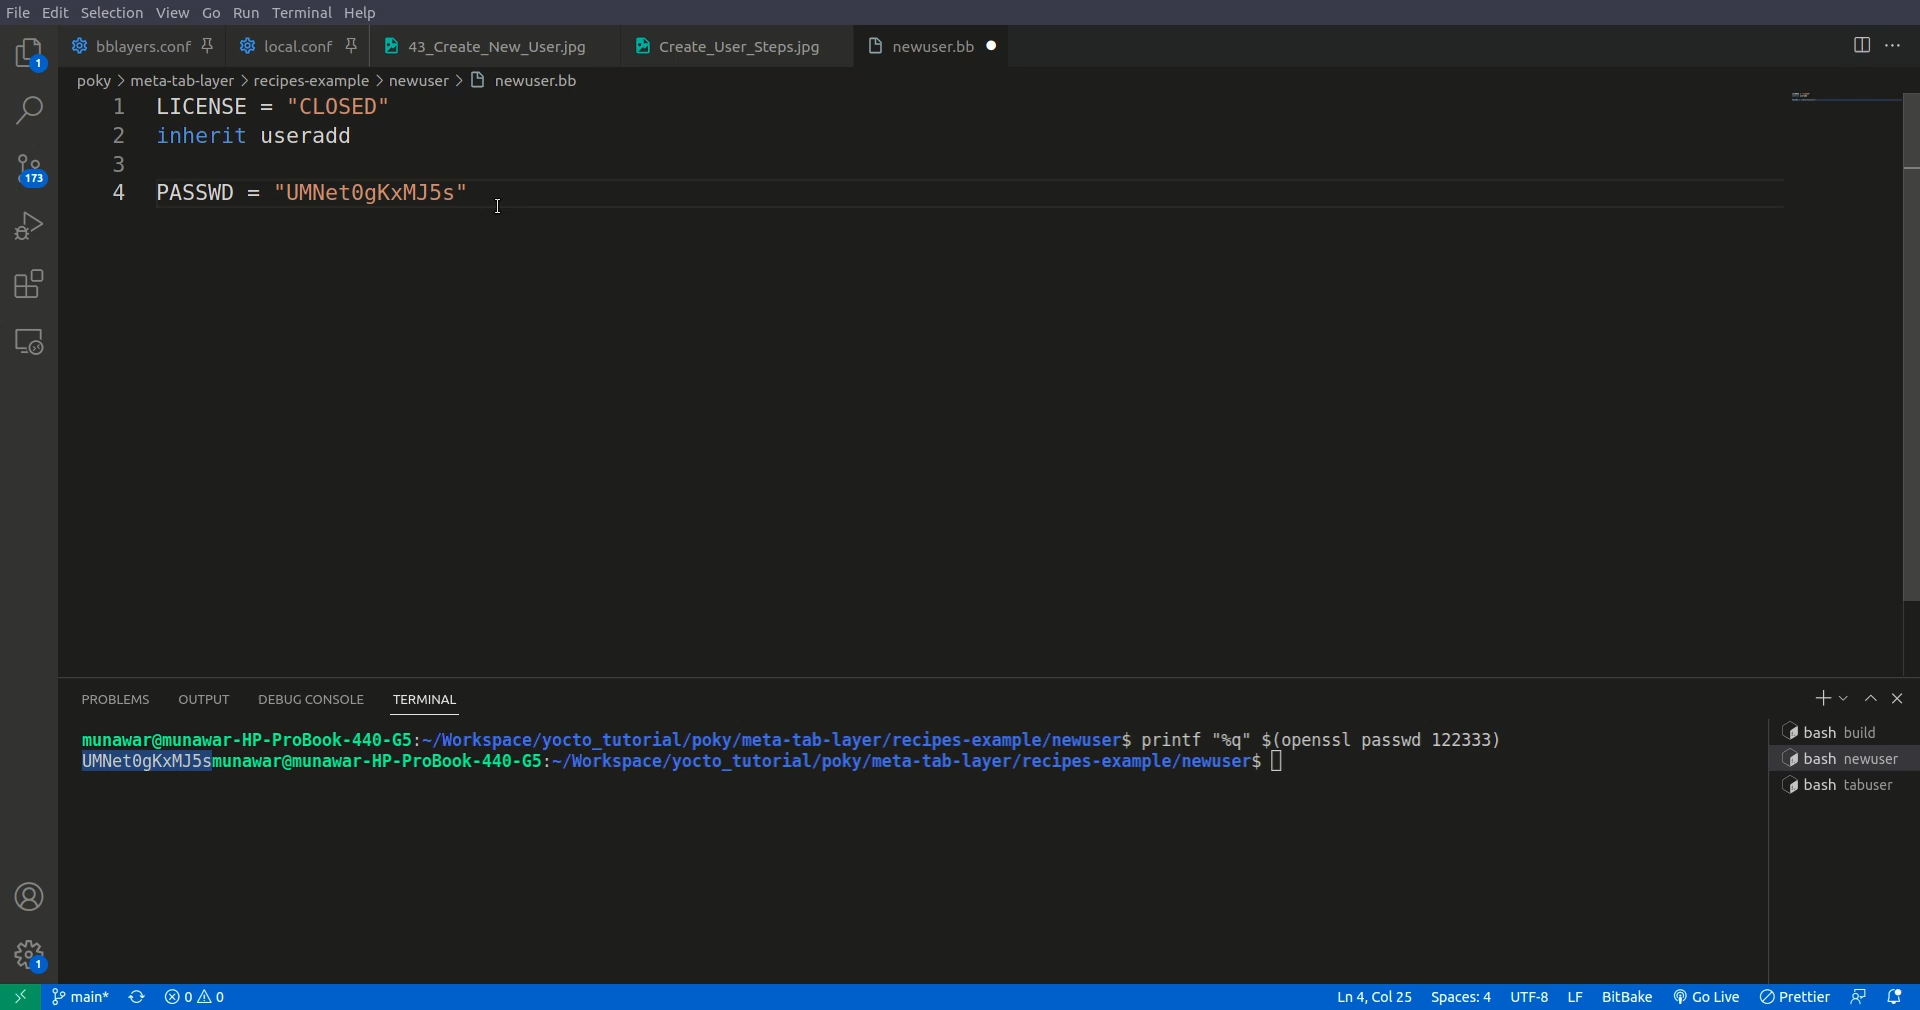 File Edit Selection View Go Run Terminal Help
bblayers.conf local.conf 43_Create_New_User.jpg Create_User_Steps.jpg newuser.bb
poky > meta-tab-layer > recipes-example > newuser > newuser.bb
1 LICENSE = "CLOSED"
2 inherit useradd
3
4 PASSWD = "UMNet0gKxMJ5s"
1
173
PROBLEMS OUTPUT DEBUG CONSOLE TERMINAL
munawar@munawar-HP-ProBook-440-G5:~/Workspace/yocto_tutorial/poky/meta-tab-layer/recipes-example/newuser$ printf "%q" $(openssl passwd 122333)
UMNet0gKxMJ5smunawar@munawar-HP-ProBook-440-G5:~/Workspace/yocto_tutorial/poky/meta-tab-layer/recipes-example/newuser$
bash build
bash newuser
bash tabuser
1
main* 0 0 Ln 4, Col 25 Spaces: 4 UTF-8 LF BitBake Go Live Prettier